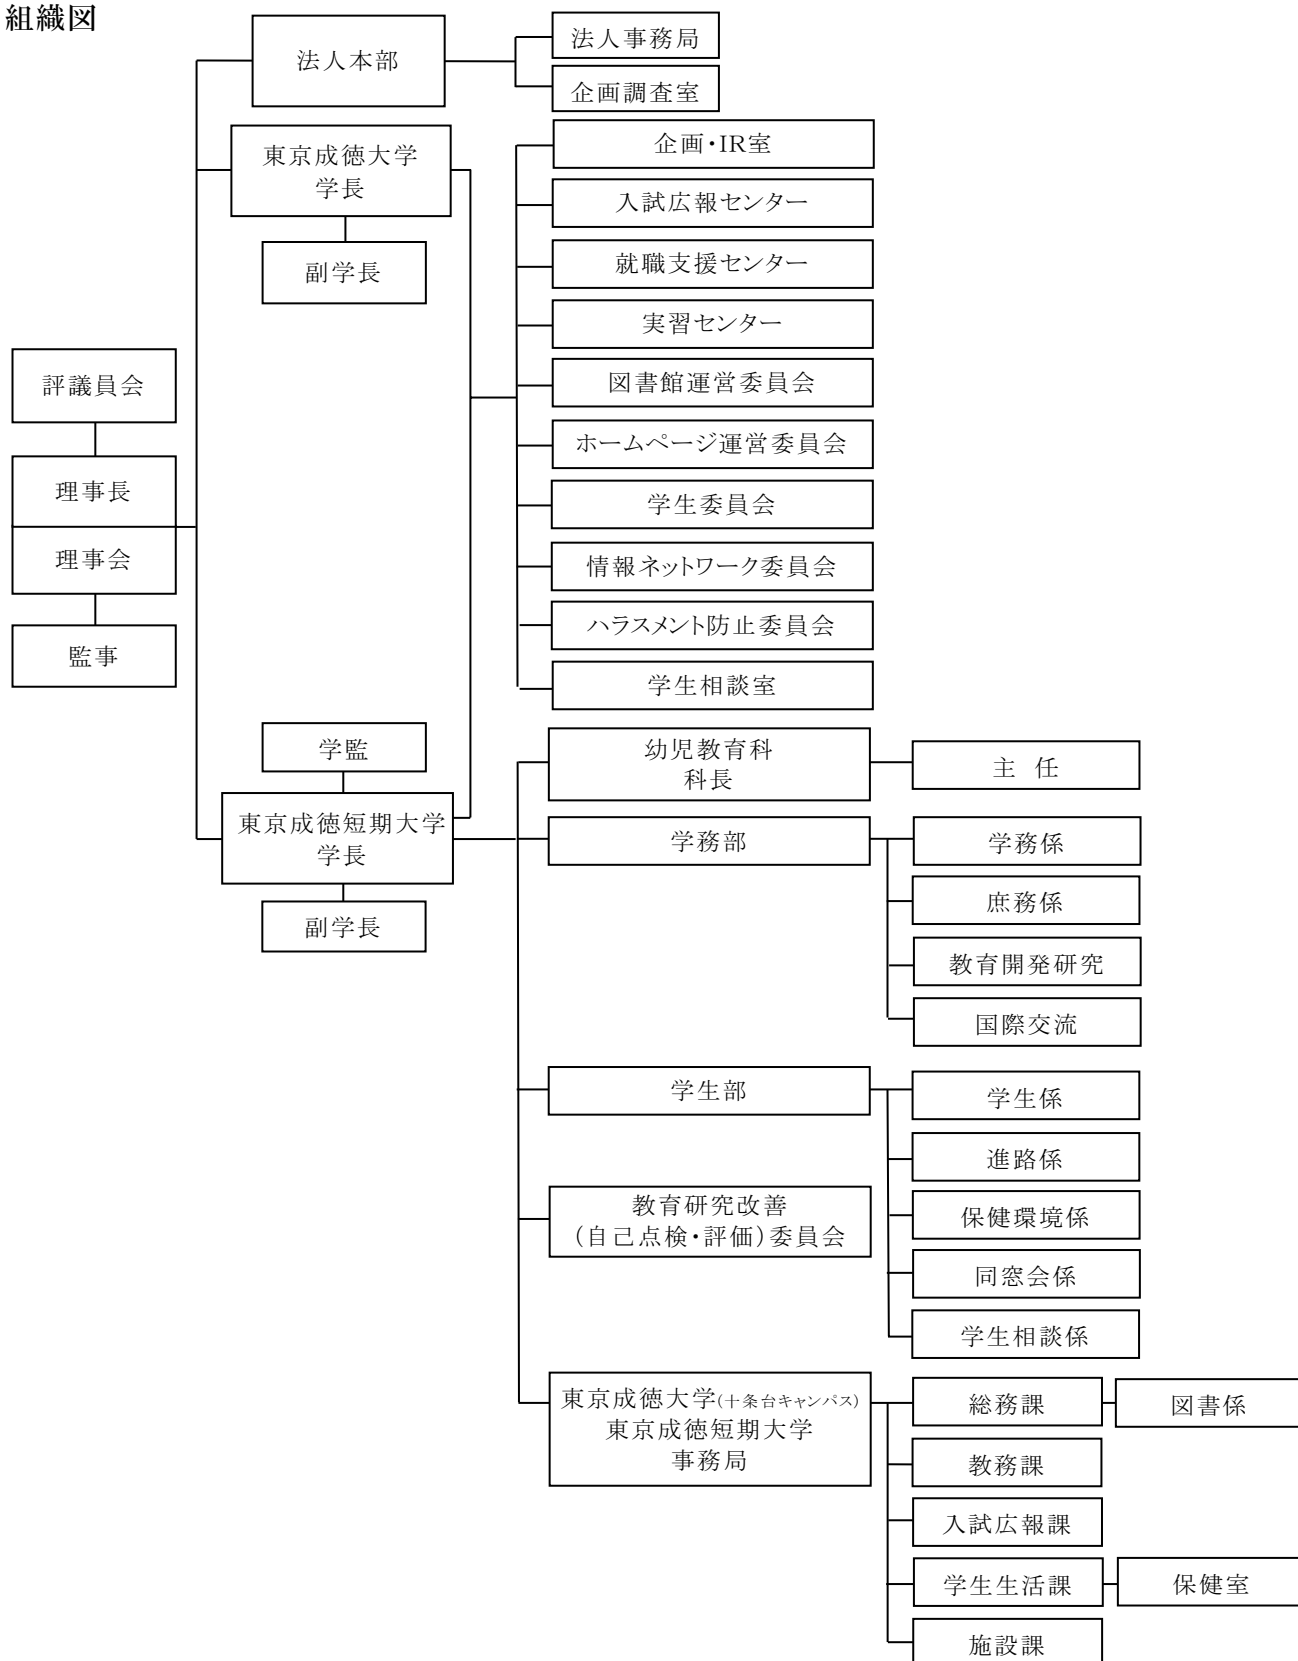 組織図
法人本部
法人事務局
企画調査室
東京成徳大学
学長
副学長
企画・IR室
入試広報センター
就職支援センター
実習センター
図書館運営委員会
ホームページ運営委員会
学生委員会
情報ネットワーク委員会
ハラスメント防止委員会
学生相談室
評議員会
理事長
理事会
監事
学監
東京成徳短期大学
学長
副学長
幼児教育科
科長
主 任
学務部
学務係
庶務係
教育開発研究
国際交流
学生部
学生係
進路係
保健環境係
同窓会係
学生相談係
教育研究改善
(自己点検・評価)委員会
東京成徳大学(十条台キャンパス)
東京成徳短期大学
事務局
総務課
図書係
教務課
入試広報課
学生生活課
保健室
施設課